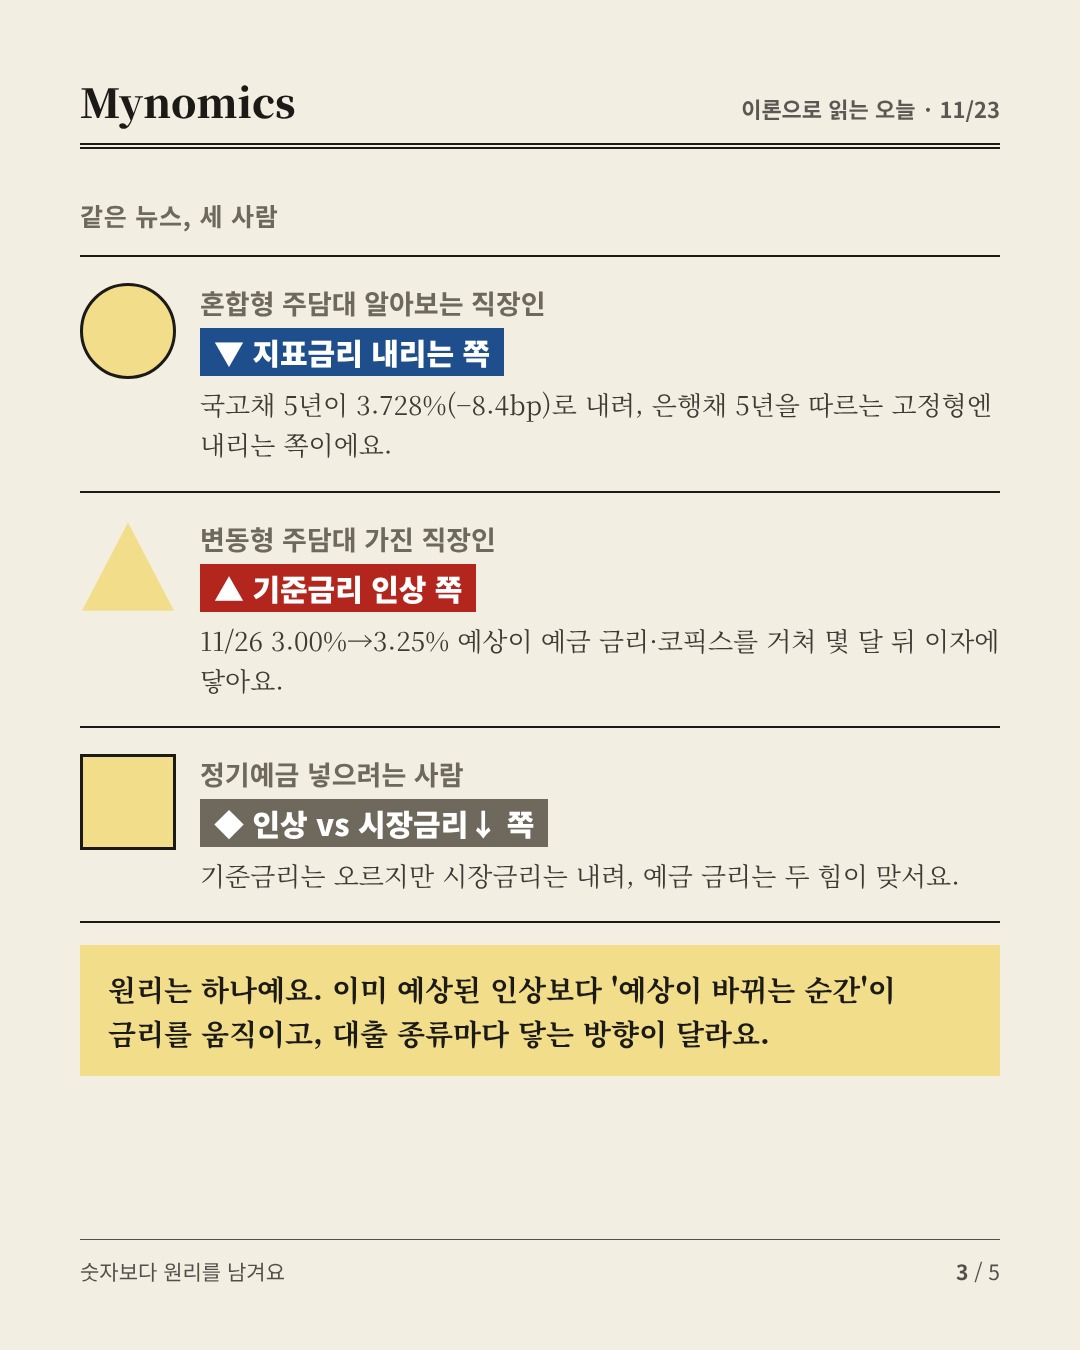 Mynomics
이론으로 읽는 오늘 · 11/23
같은 뉴스, 세 사람
혼합형 주담대 알아보는 직장인
▼ 지표금리 내리는 쪽
국고채 5년이 3.728%(−8.4bp)로 내려, 은행채 5년을 따르는 고정형엔
내리는 쪽이에요.
변동형 주담대 가진 직장인
▲ 기준금리 인상 쪽
11/26 3.00%→3.25% 예상이 예금 금리·코픽스를 거쳐 몇 달 뒤 이자에
닿아요.
정기예금 넣으려는 사람
◆ 인상 vs 시장금리↓ 쪽
기준금리는 오르지만 시장금리는 내려, 예금 금리는 두 힘이 맞서요.
원리는 하나예요. 이미 예상된 인상보다 '예상이 바뀌는 순간'이
금리를 움직이고, 대출 종류마다 닿는 방향이 달라요.
숫자보다 원리를 남겨요
3 / 5